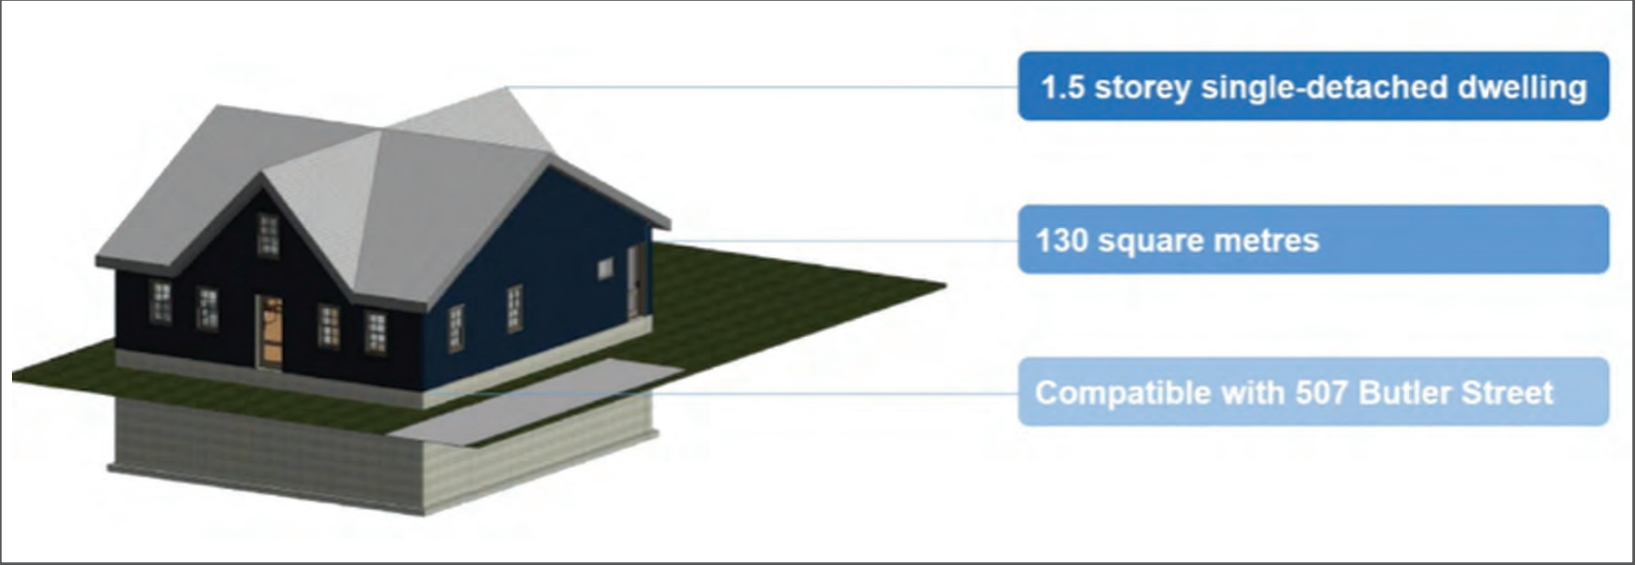 1.5 storey single-detached dwelling
130 square metres
Compatible with 507 Butler Street